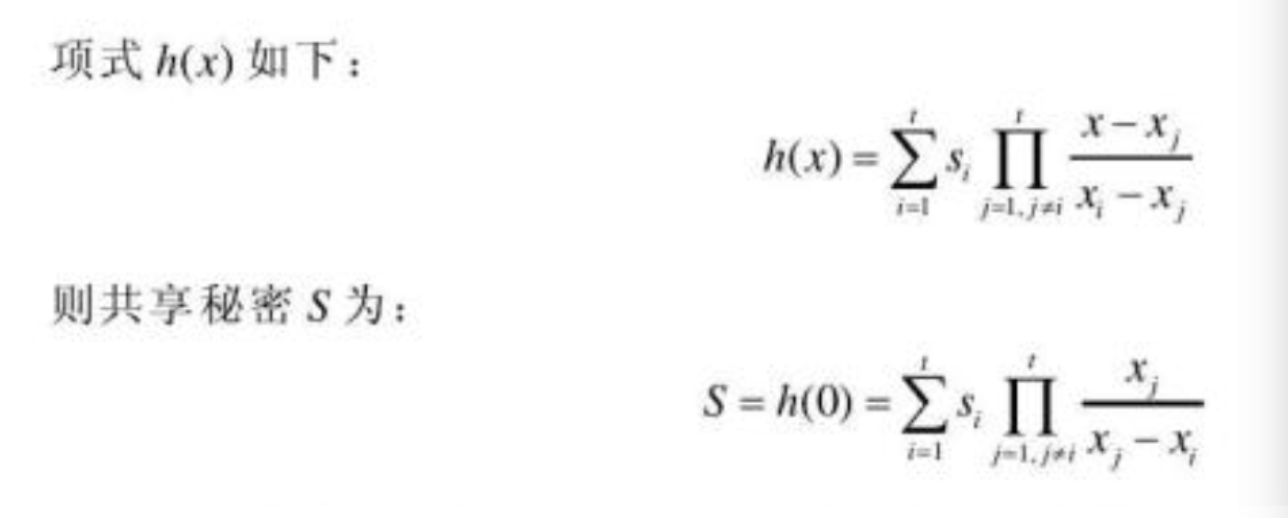 项式 h(x) 如下：
h(x) = \sum_{i=1}^{t} s_i \prod_{j=1, j \neq i}^{t} \frac{x - x_j}{x_i - x_j}
则共享秘密 S 为：
S = h(0) = \sum_{i=1}^{t} s_i \prod_{j=1, j \neq i}^{t} \frac{x_j}{x_j - x_i}